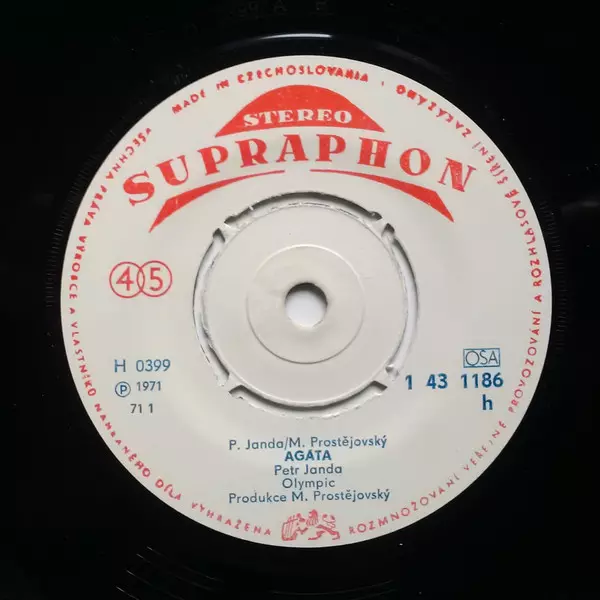 MADE IN CZECHOSLOVAKIA · VŠECHNA PRÁVA VÝROBCE A VLASTNÍKŮ NAHRANÉHO DÍLA VYHRAŽENA
ROZMNOŽOVÁNÍ VEŘEJNÉ PROVOZOVÁNÍ A ROZHLASOVÉ ŠÍŘENÍ ZAKÁZÁNO ·
STEREO
SUPRAPHON
45
H 0399
Ⓟ 1971
71 1
OSA
1 43 1186
h
P. Janda/M. Prostějovský
AGÁTA
Petr Janda
Olympic
Produkce M. Prostějovský